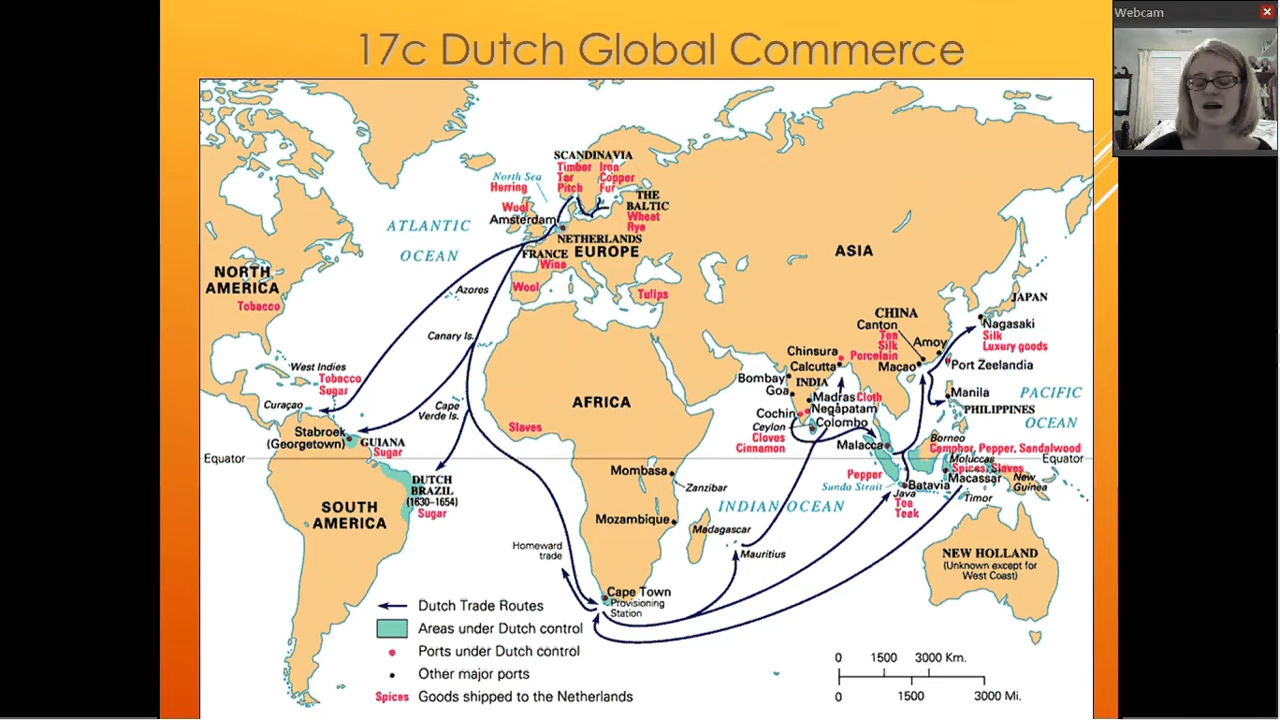 17c Dutch Global Commerce
Webcam
SCANDINAVIA
Timber Iron
Tar Copper
Pitch Fur
North Sea
Herring
THE
BALTIC
Wheat
Rye
Wool
Amsterdam
NETHERLANDS
EUROPE
FRANCE
Wine
Wool
Tulips
ATLANTIC
OCEAN
NORTH
AMERICA
Tobacco
Azores
Canary Is.
West Indies
Tobacco
Sugar
Curaçao
Cape
Verde Is.
Stabroek
(Georgetown)
GUIANA
Sugar
Equator
DUTCH
BRAZIL
(1630–1654)
Sugar
SOUTH
AMERICA
AFRICA
Slaves
Mombasa
Zanzibar
Mozambique
Madagascar
Mauritius
Homeward
trade
Cape Town
Provisioning
Station
ASIA
CHINA
Canton
Tea
Silk
Porcelain
Amoy
Macao
JAPAN
Nagasaki
Silk
Luxury goods
Port Zeelandia
Chinsura
Calcutta
Bombay
INDIA
Goa
Madras Cloth
Negapatam
Cochin
Ceylon
Colombo
Cloves
Cinnamon
Manila
PHILIPPINES
PACIFIC
OCEAN
Malacca
Borneo
Camphor, Pepper, Sandalwood
Moluccas
Equator
Spices, Slaves
Macassar
New
Guinea
Pepper
Sunda Strait
Batavia
Java
Tea
Teak
Timor
INDIAN OCEAN
NEW HOLLAND
(Unknown except for
West Coast)
Dutch Trade Routes
Areas under Dutch control
Ports under Dutch control
Other major ports
Spices Goods shipped to the Netherlands
0 1500 3000 Km.
0 1500 3000 Mi.